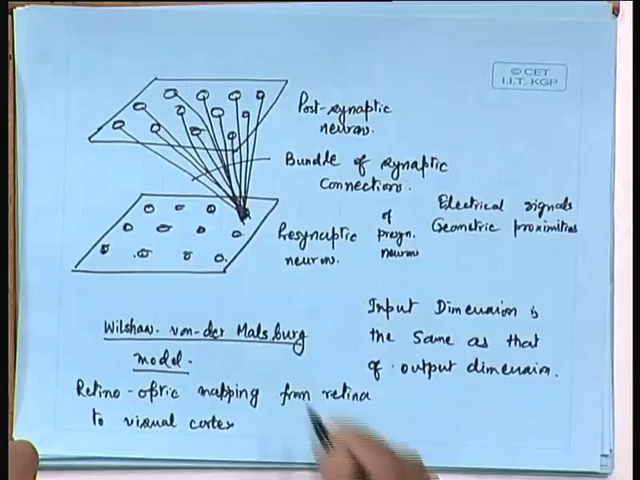 © CET
I.I.T. KGP
Post-synaptic
neuron.
Bundle of synaptic
Connections.
Electrical signals
Geometric proximities
of
presyn.
neuron
Presynaptic
neuron.
Wilshaw. von-der Malsburg
model.
Input Dimension is
the same as that
of output dimension.
Retino-optic mapping from retina
to visual cortex